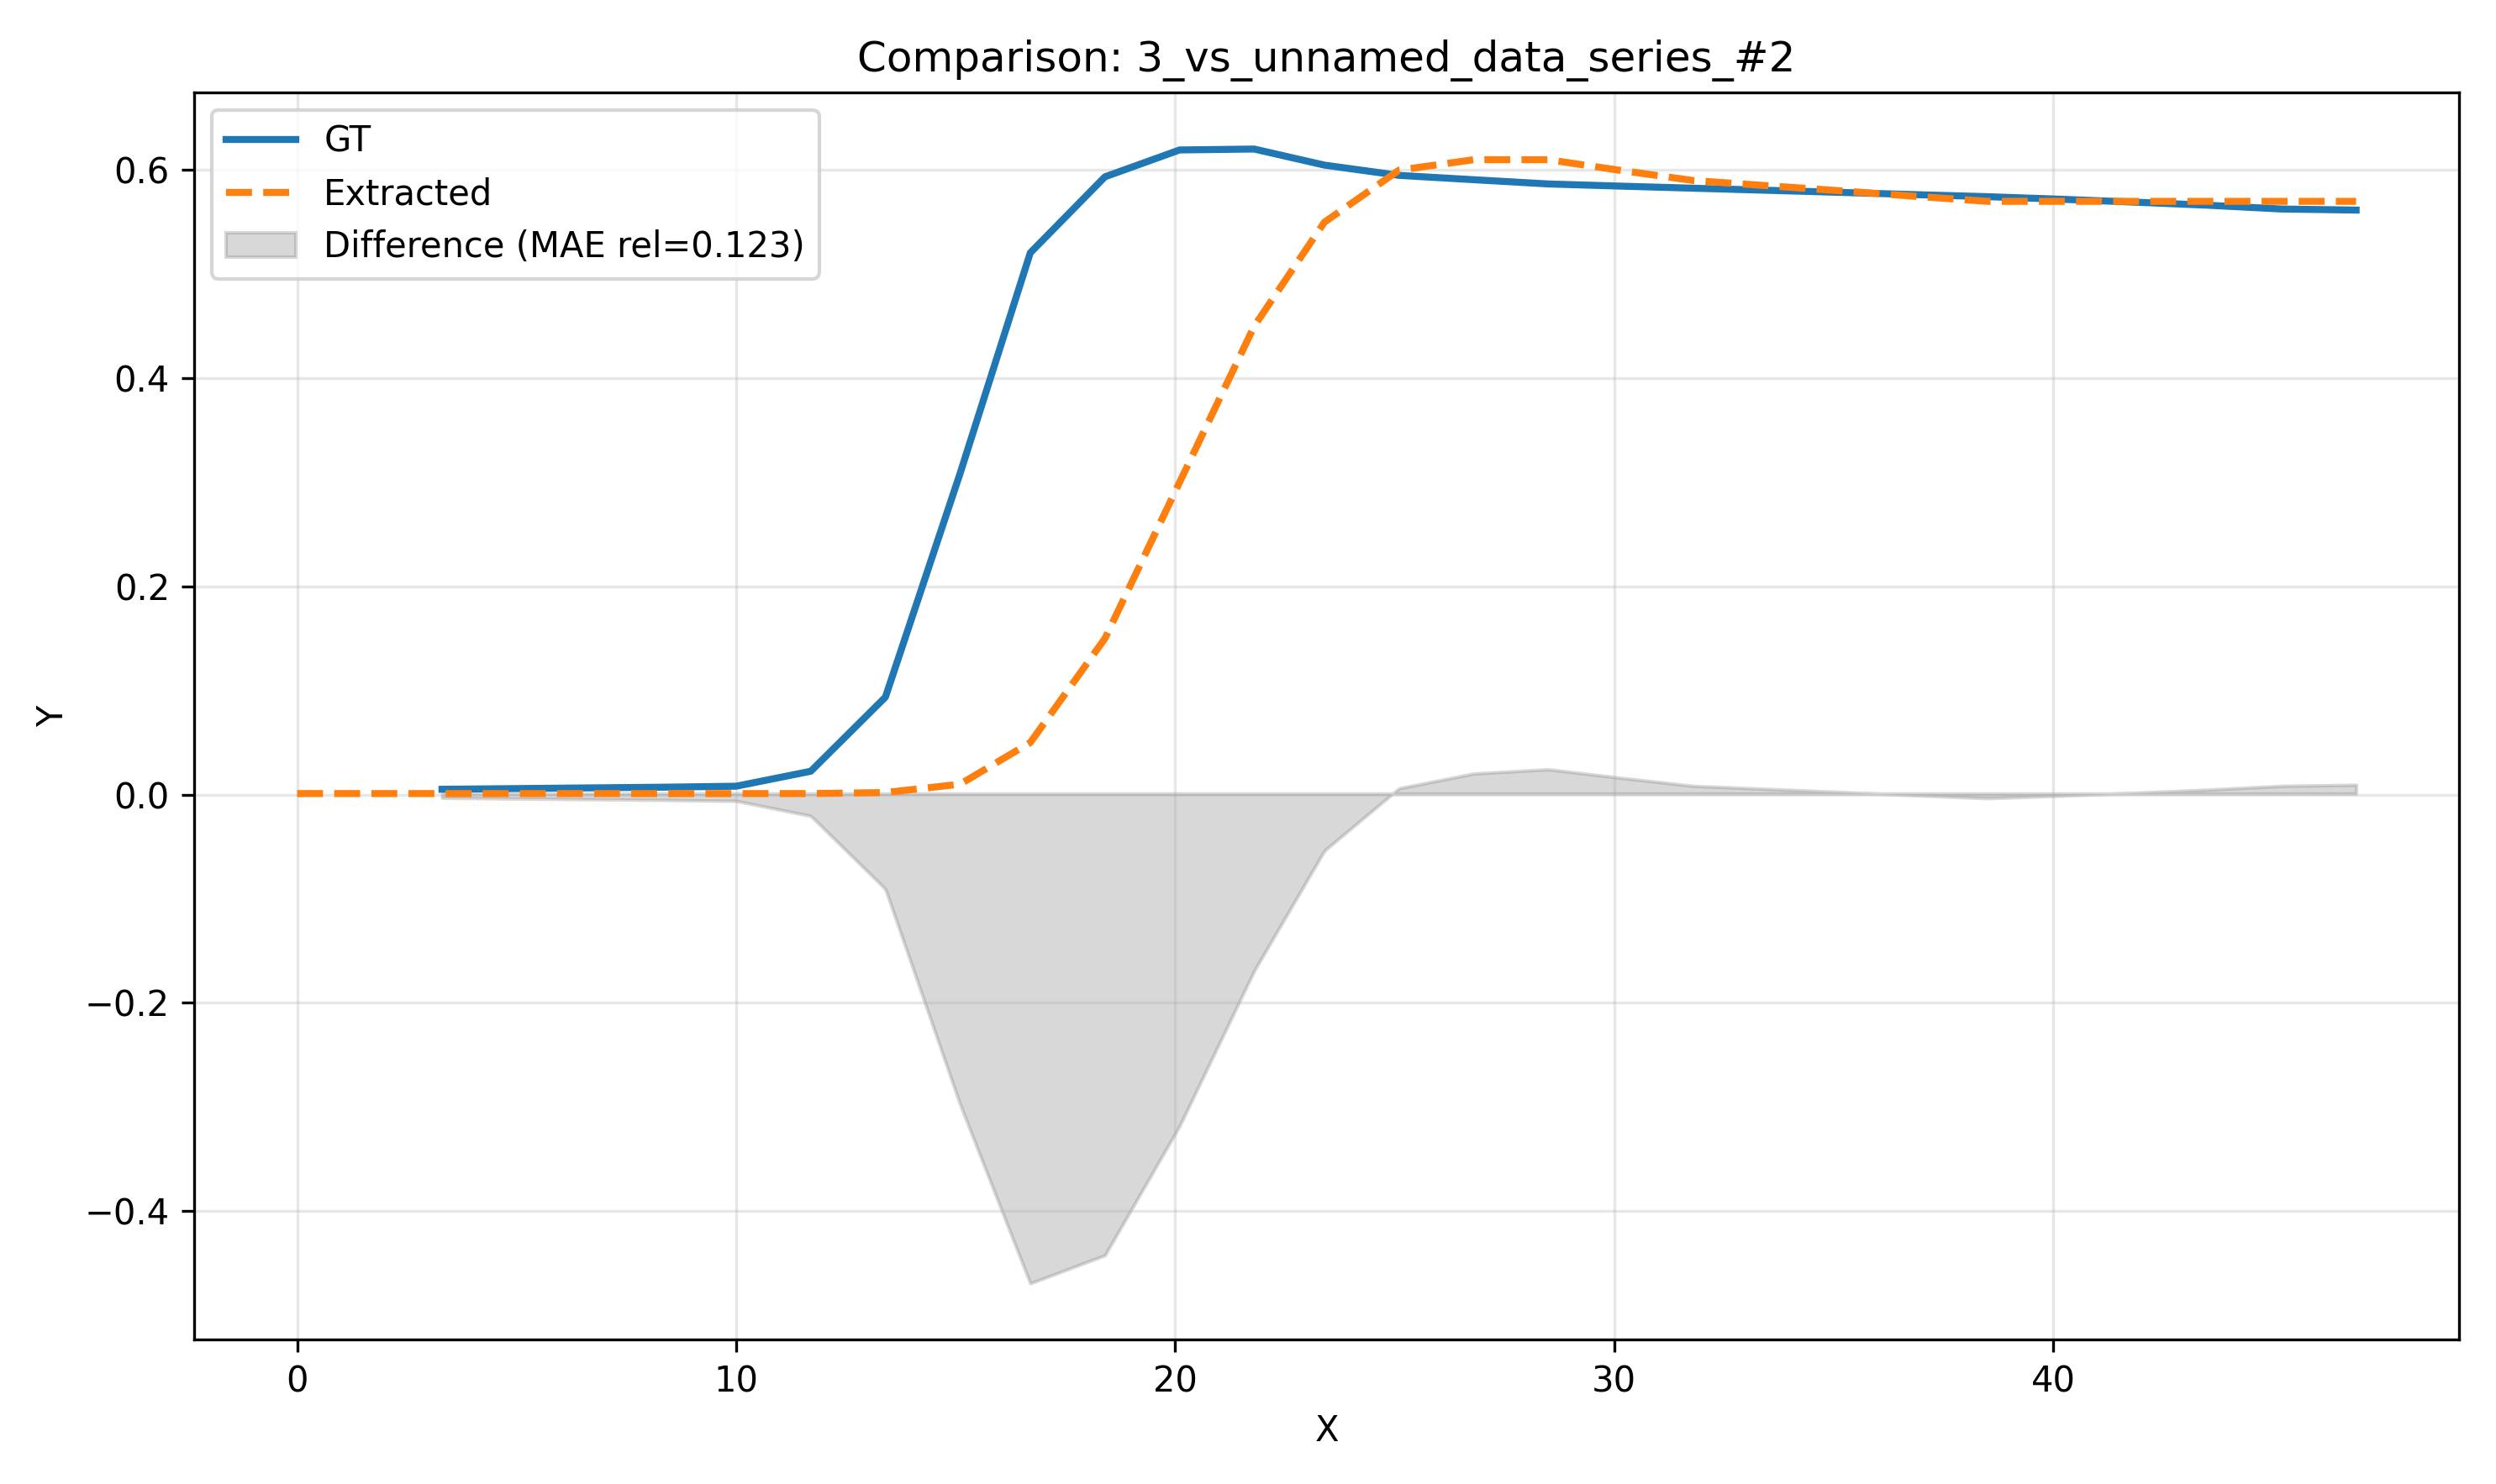 Comparison: 3_vs_unnamed_data_series_#2
GT
Extracted
Difference (MAE rel=0.123)
0.6
0.4
0.2
0.0
−0.2
−0.4
Y
0 10 20 30 40
X